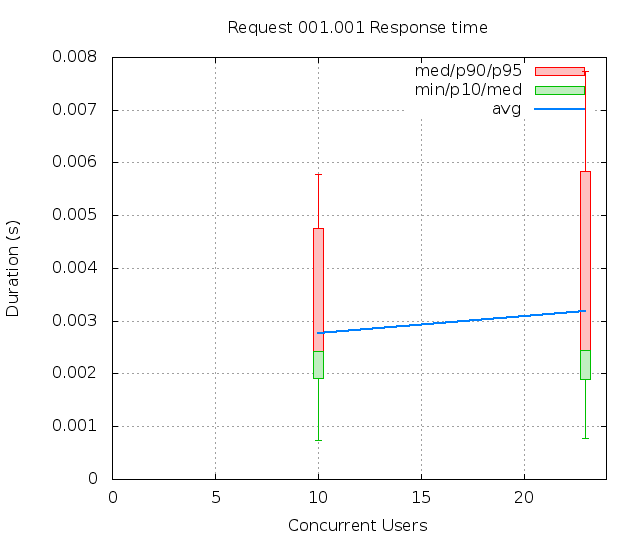 Request 001.001 Response time
0.008
0.007
0.006
0.005
0.004
0.003
0.002
0.001
0
med/p90/p95
min/p10/med
avg
Duration (s)
0 5 10 15 20
Concurrent Users